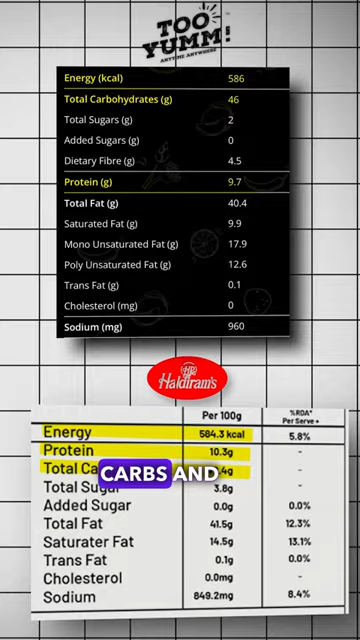 TOO
YUMM!
ANYTIME ANYWHERE
Energy (kcal) 586
Total Carbohydrates (g) 46
Total Sugars (g) 2
Added Sugars (g) 0
Dietary Fibre (g) 4.5
Protein (g) 9.7
Total Fat (g) 40.4
Saturated Fat (g) 9.9
Mono Unsaturated Fat (g) 17.9
Poly Unsaturated Fat (g) 12.6
Trans Fat (g) 0.1
Cholesterol (mg) 0
Sodium (mg) 960
Haldiram's
Per 100g %RDA*
Per Serve +
Energy 584.3 kcal 5.8%
Protein 10.3g -
Total Ca .4g -
CARBS AND
Total Sugar 3.8g -
Added Sugar 0.0g 0.0%
Total Fat 41.5g 12.3%
Saturater Fat 14.5g 13.1%
Trans Fat 0.1g 0.0%
Cholesterol 0.0mg -
Sodium 849.2mg 8.4%